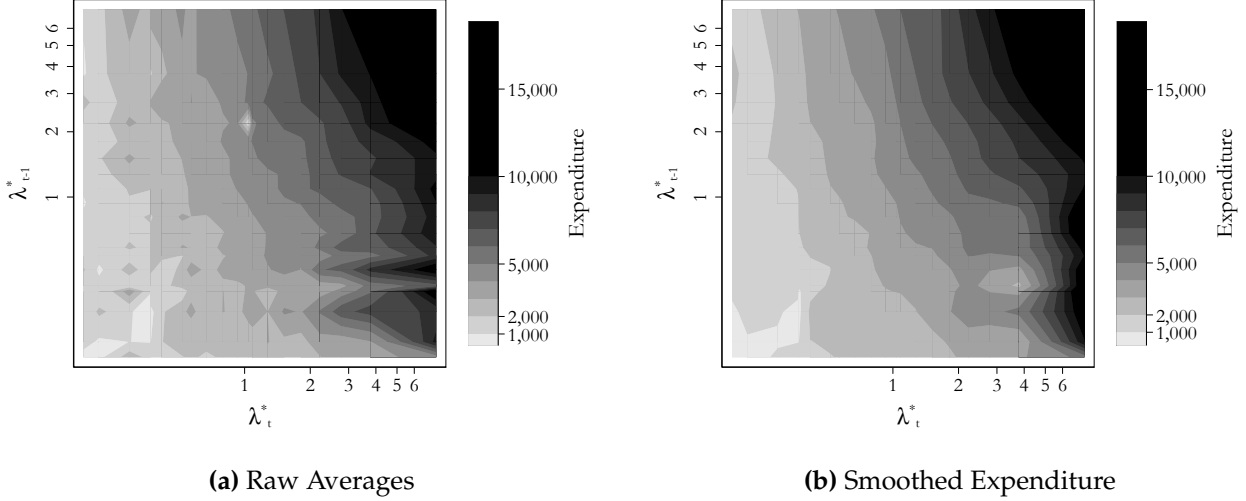 6
5
4
3
2
1
λ*t-1
1 2 3 4 5 6
λ*t
15,000
10,000
5,000
2,000
1,000
Expenditure
(a) Raw Averages
6
5
4
3
2
1
λ*t-1
1 2 3 4 5 6
λ*t
15,000
10,000
5,000
2,000
1,000
Expenditure
(b) Smoothed Expenditure